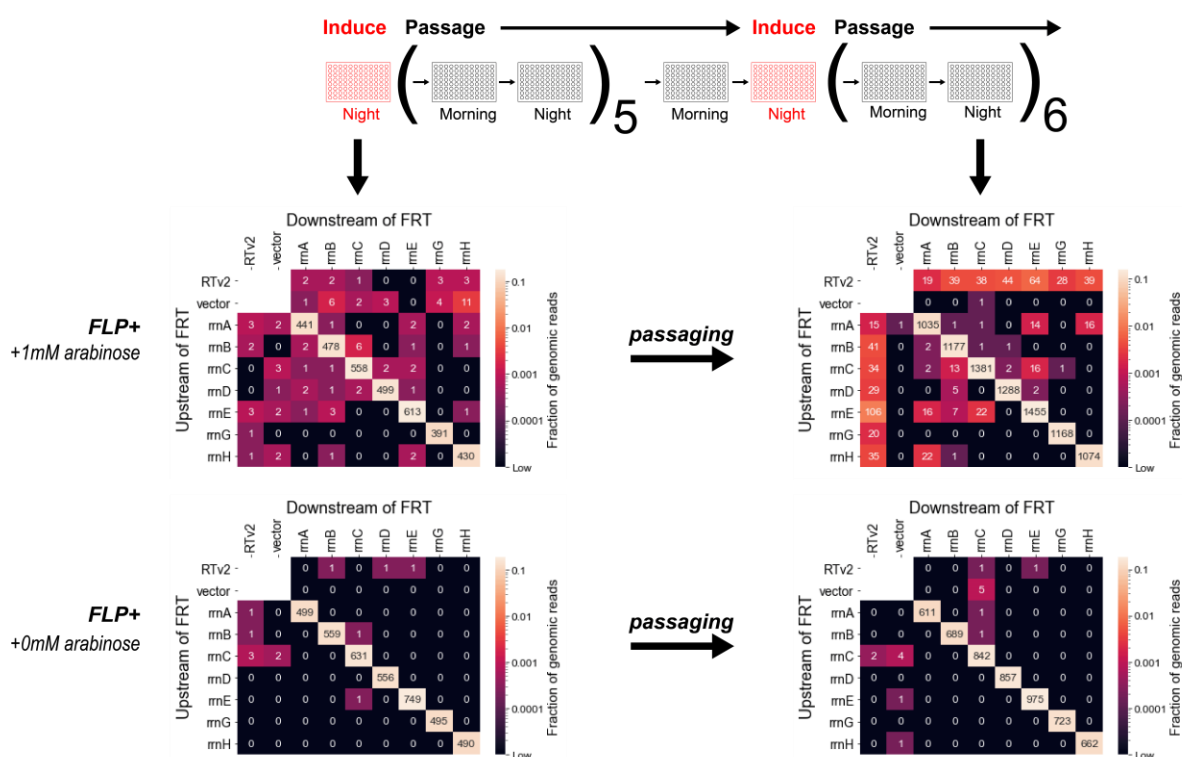 Induce Passage Induce Passage
( ) 5 ( ) 6
Night Morning Night Morning Night Morning Night
Downstream of FRT
-RTv2 -vector rrnA rrnB rrnC rrnD rrnE rrnG rrnH
FLP+
+1mM arabinose
Upstream of FRT
RTv2 2 2 1 0 0 3 3
vector 1 6 2 3 0 4 11
rrnA 3 2 441 1 0 0 2 0 2
rrnB 2 0 2 478 6 0 1 0 1
rrnC 0 3 1 1 558 2 2 0 0
rrnD 0 1 2 1 2 499 0 0 0
rrnE 3 2 1 3 0 0 613 0 1
rrnG 1 0 0 0 0 0 0 391 0
rrnH 1 2 0 1 0 0 2 0 430
0.1
0.01
0.001
0.0001
Low
Fraction of genomic reads
passaging
Downstream of FRT
-RTv2 -vector rrnA rrnB rrnC rrnD rrnE rrnG rrnH
Upstream of FRT
RTv2 19 39 38 44 64 28 39
vector 0 0 1 0 0 0 0
rrnA 15 1 1035 1 1 0 14 0 16
rrnB 41 0 2 1177 1 1 0 0 0
rrnC 34 0 2 13 1381 2 16 1 0
rrnD 29 0 0 5 0 1288 2 0 0
rrnE 106 0 16 7 22 0 1455 0 0
rrnG 20 0 0 0 0 0 0 1168 0
rrnH 35 0 22 1 0 0 0 0 1074
0.1
0.01
0.001
0.0001
Low
Fraction of genomic reads
Downstream of FRT
-RTv2 -vector rrnA rrnB rrnC rrnD rrnE rrnG rrnH
FLP+
+0mM arabinose
Upstream of FRT
RTv2 0 1 0 1 1 0 0
vector 0 0 0 0 0 0 0
rrnA 1 0 499 0 0 0 0 0 0
rrnB 1 0 0 559 1 0 0 0 0
rrnC 3 2 0 0 631 0 0 0 0
rrnD 0 0 0 0 0 556 0 0 0
rrnE 0 0 0 0 1 0 749 0 0
rrnG 0 0 0 0 0 0 0 495 0
rrnH 0 0 0 0 0 0 0 0 490
0.1
0.01
0.001
0.0001
Low
Fraction of genomic reads
passaging
Downstream of FRT
-RTv2 -vector rrnA rrnB rrnC rrnD rrnE rrnG rrnH
Upstream of FRT
RTv2 0 0 1 0 1 0 0
vector 0 0 5 0 0 0 0
rrnA 0 0 611 0 1 0 0 0 0
rrnB 0 0 0 689 1 0 0 0 0
rrnC 2 4 0 0 842 0 0 0 0
rrnD 0 0 0 0 0 857 0 0 0
rrnE 0 1 0 0 0 0 975 0 0
rrnG 0 0 0 0 0 0 0 723 0
rrnH 0 1 0 0 0 0 0 0 662
0.1
0.01
0.001
0.0001
Low
Fraction of genomic reads